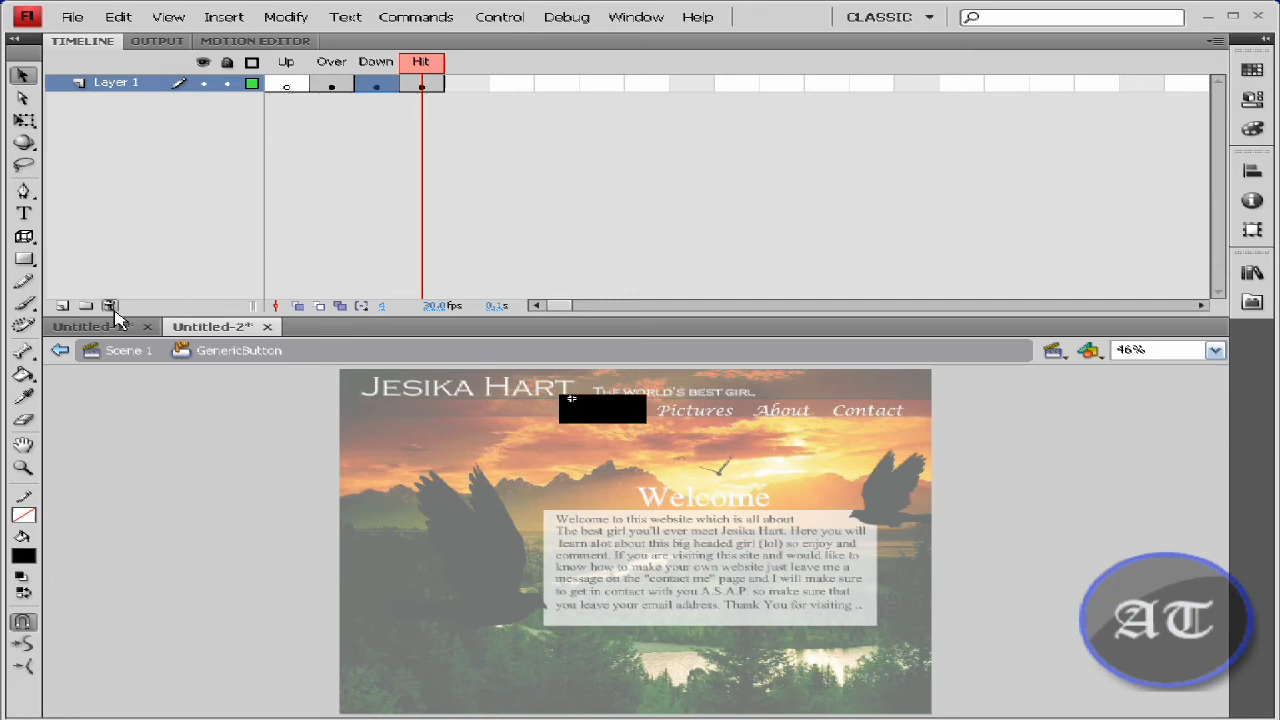 Fl File Edit View Insert Modify Text Commands Control Debug Window Help CLASSIC
TIMELINE OUTPUT MOTION EDITOR
Up Over Down Hit
Layer 1
4 30.0fps 0.1s
Untitled- Untitled-2*
Scene 1 GenericButton 46%
JESIKA HART THE WORLD'S BEST GIRL
Pictures About Contact
Welcome
Welcome to this website which is all about
The best girl you'll ever meet Jesika Hart. Here you will
learn alot about this big headed girl (lol) so enjoy and
comment. If you are visiting this site and would like to
know how to make your own website just leave me a
message on the "contact me" page and I will make sure
to get in contact with you A.S.A.P. so make sure that
you leave your email address. Thank You for visiting ..
AT